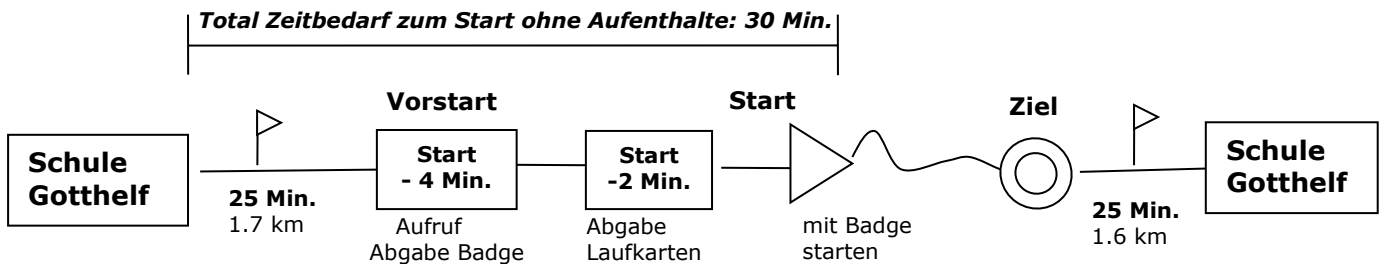 Total Zeitbedarf zum Start ohne Aufenthalte: 30 Min.
Vorstart
Start
Ziel
Schule
Gotthelf
25 Min.
1.7 km
Start
- 4 Min.
Aufruf
Abgabe Badge
Start
-2 Min.
Abgabe
Laufkarten
mit Badge
starten
25 Min.
1.6 km
Schule
Gotthelf